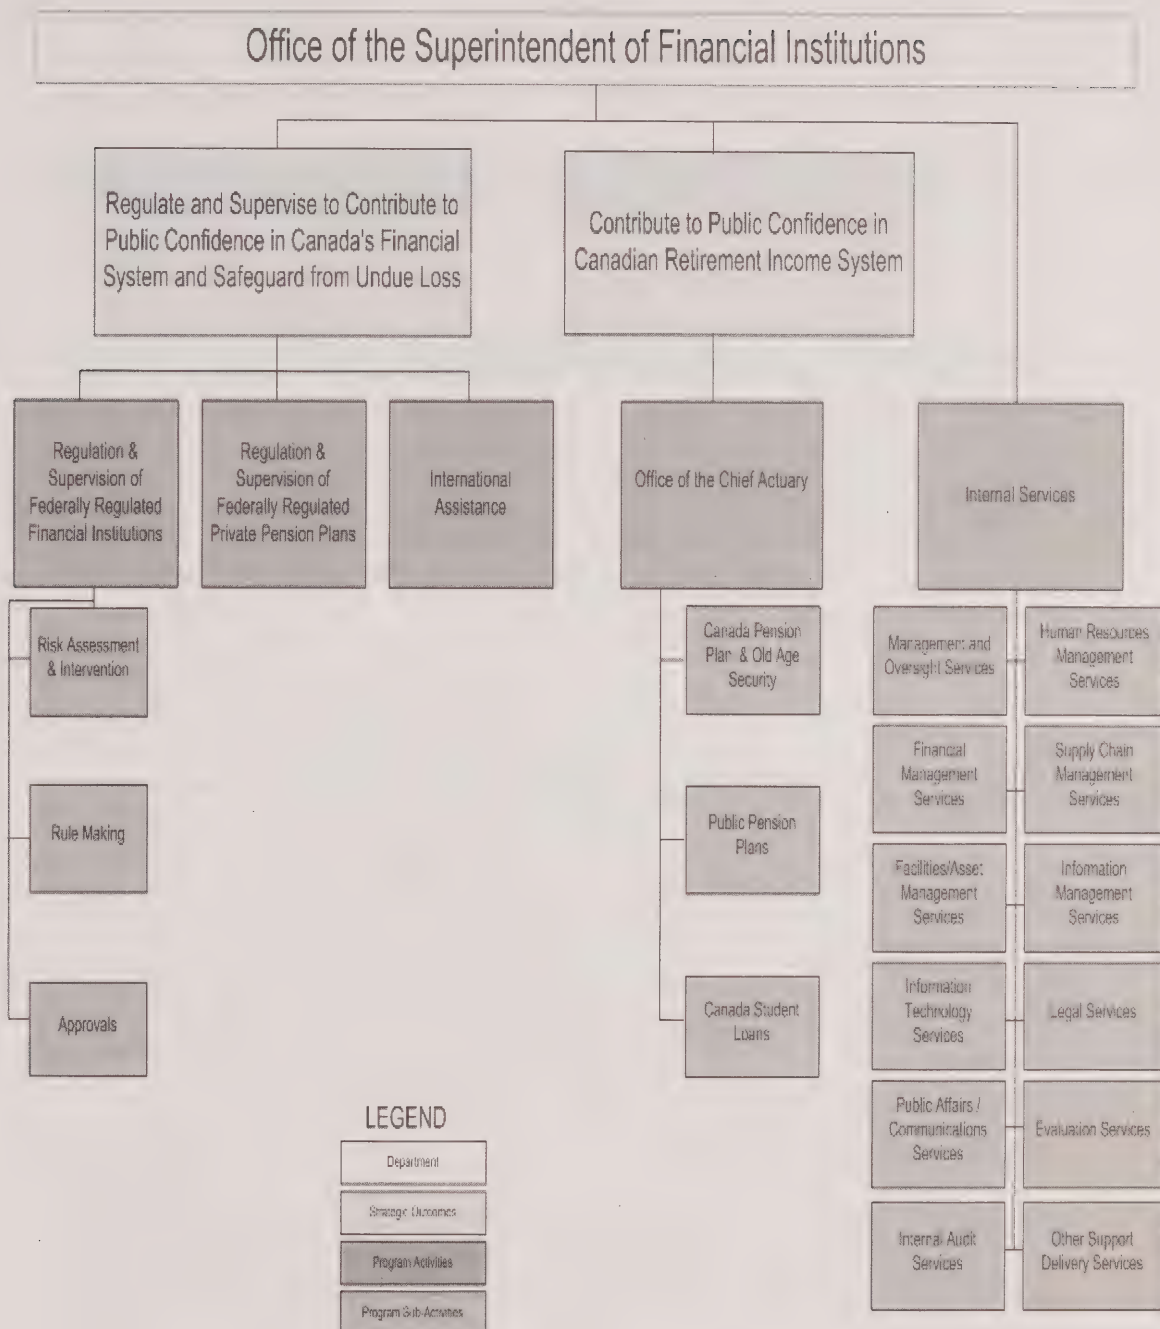 Office of the Superintendent of Financial Institutions
Regulate and Supervise to Contribute to
Public Confidence in Canada's Financial
System and Safeguard from Undue Loss
Contribute to Public Confidence in
Canadian Retirement Income System
Regulation &
Supervision of
Federally Regulated
Financial Institutions
Regulation &
Supervision of
Federally Regulated
Private Pension Plans
International
Assistance
Office of the Chief Actuary
Internal Services
Risk Assessment
& Intervention
Rule Making
Approvals
Canada Pension
Plan & Old Age
Security
Public Pension
Plans
Canada Student
Loans
Management and
Oversight Services
Human Resources
Management
Services
Financial
Management
Services
Supply Chain
Management
Services
Facilities/Asset
Management
Services
Information
Management
Services
Information
Technology
Services
Legal Services
Public Affairs /
Communications
Services
Evaluation Services
Internal Audit
Services
Other Support
Delivery Services
LEGEND
Department
Strategic Outcomes
Program Activities
Program Sub-Activities